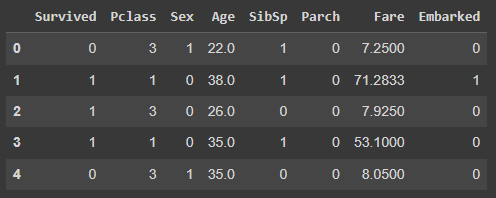 Survived Pclass Sex Age SibSp Parch Fare Embarked
0 0 3 1 22.0 1 0 7.2500 0
1 1 1 0 38.0 1 0 71.2833 1
2 1 3 0 26.0 0 0 7.9250 0
3 1 1 0 35.0 1 0 53.1000 0
4 0 3 1 35.0 0 0 8.0500 0